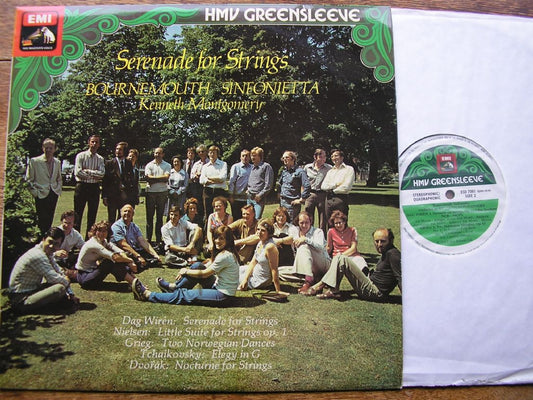 EMI
HMV GREENSLEEVE
Serenade for Strings
BOURNEMOUTH SINFONIETTA
Kenneth Montgomery
Dag Wirén: Serenade for Strings
Nielsen: Little Suite for Strings op. 1
Grieg: Two Norwegian Dances
Tchaikovsky: Elegy in G
Dvořák: Nocturne for Strings
EMI
HMV GREENSLEEVE
STEREOPHONIC/
QUADRAPHONIC
SIDE 2